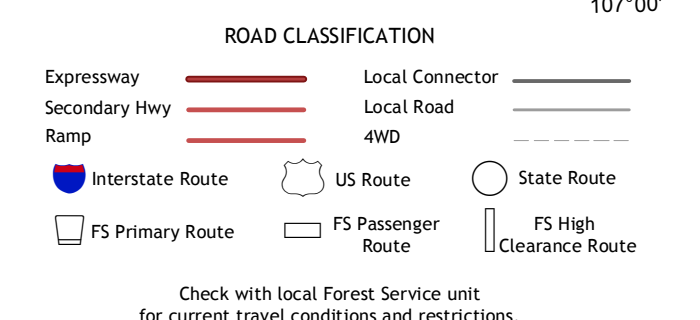 107°00'
ROAD CLASSIFICATION
Expressway
Local Connector
Secondary Hwy
Local Road
Ramp
4WD
Interstate Route
US Route
State Route
FS Primary Route
FS Passenger
Route
FS High
Clearance Route
Check with local Forest Service unit
for current travel conditions and restrictions.